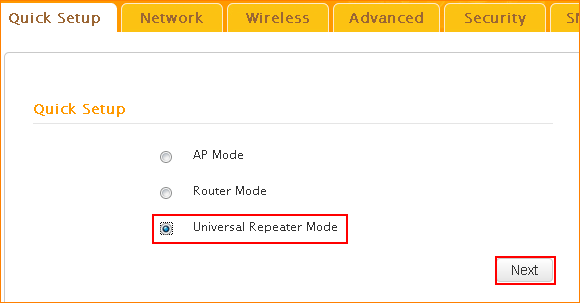 Quick Setup Network Wireless Advanced Security
Quick Setup
AP Mode
Router Mode
Universal Repeater Mode
Next